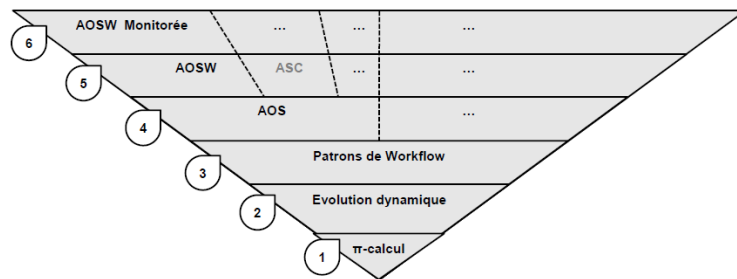 AOSW Monitorée ... ... ...
6
AOSW ASC ... ...
5
AOS ...
4
Patrons de Workflow
3
Evolution dynamique
2
π-calcul
1